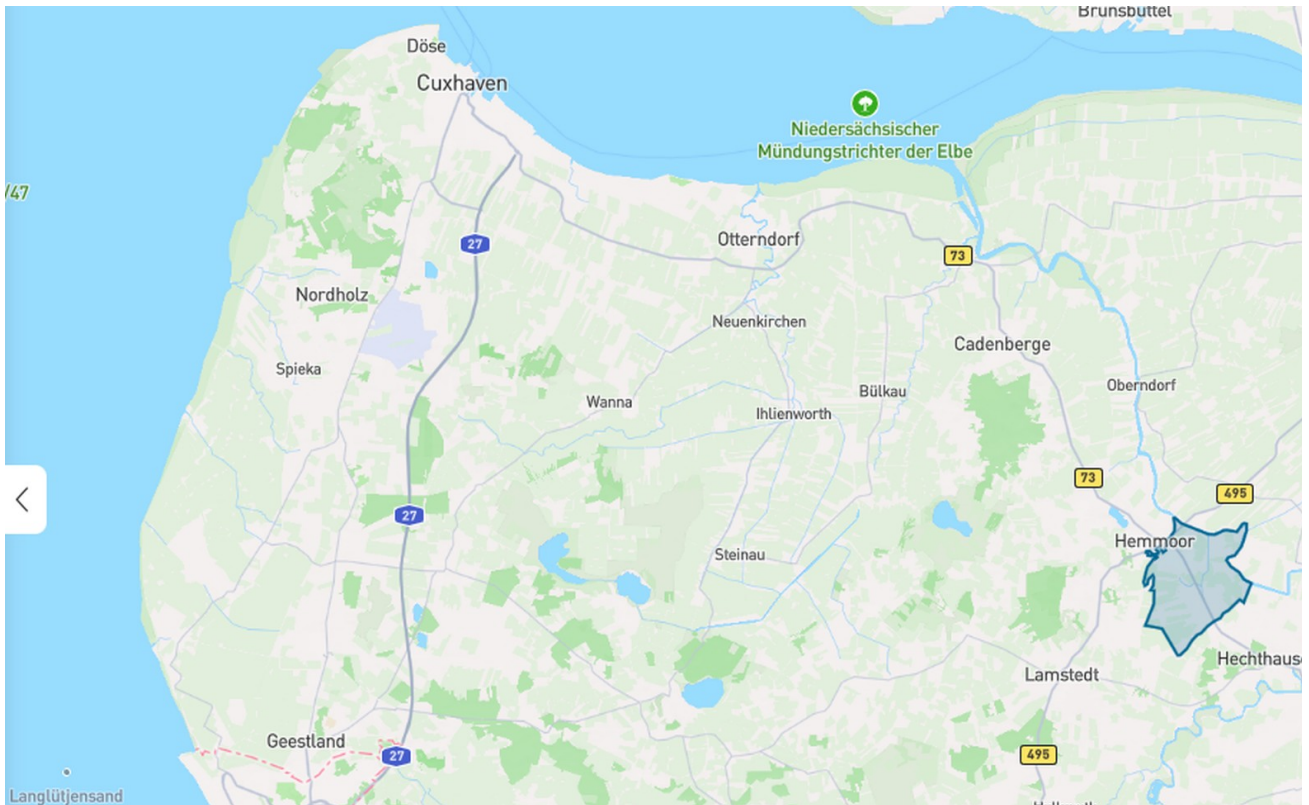 Brunsbüttel
Döse
Cuxhaven
Niedersächsischer
Mündungstrichter der Elbe
/47
Otterndorf
27
73
Nordholz
Neuenkirchen
Cadenberge
Spieka
Oberndorf
Bülkau
Wanna
Ihlienworth
73
495
27
Hemmoor
Steinau
Hechthause
Lamstedt
Geestland
27
495
Langlütjensand